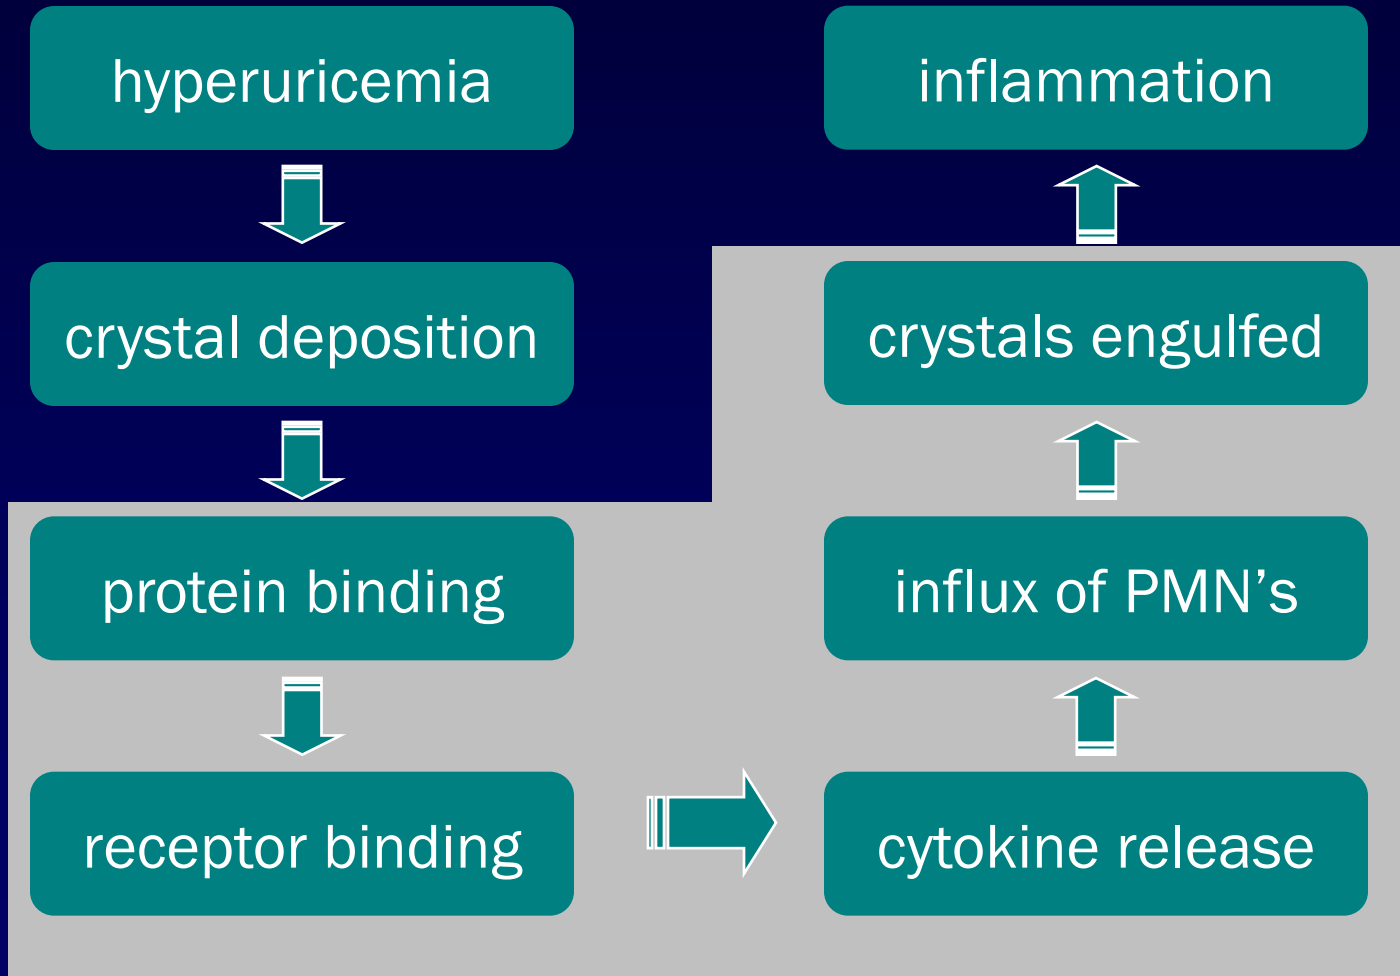 hyperuricemia
crystal deposition
protein binding
receptor binding
cytokine release
influx of PMN’s
crystals engulfed
inflammation